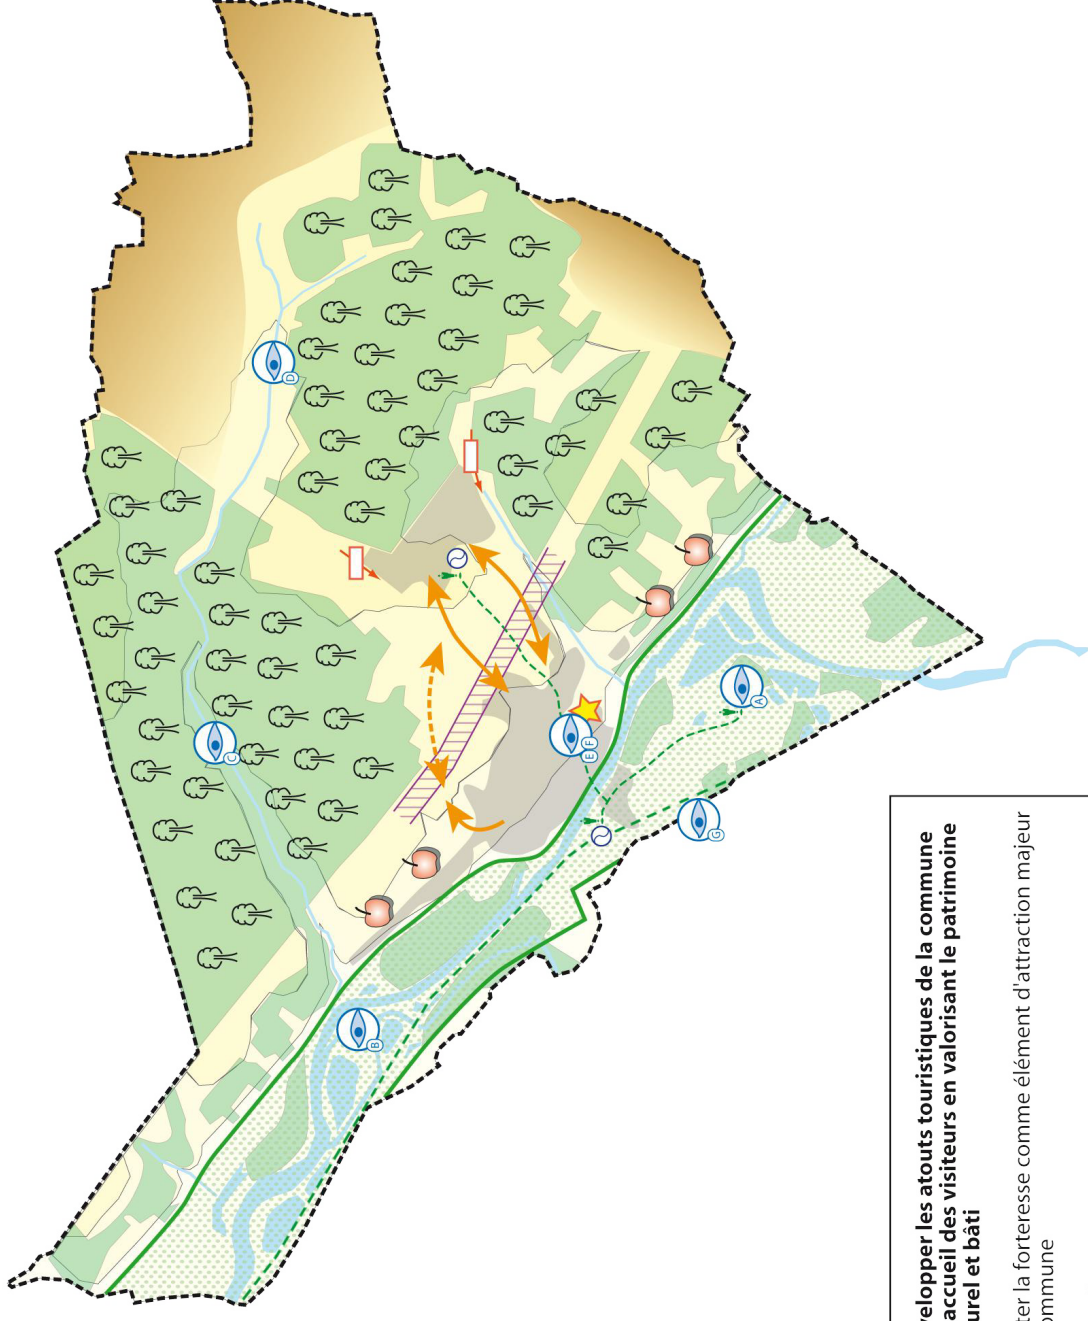 D
C
E F
A
G
B
velopper les atouts touristiques de la commune
accueil des visiteurs en valorisant le patrimoine
urel et bâti
ter la forteresse comme élément d'attraction majeur
ommune